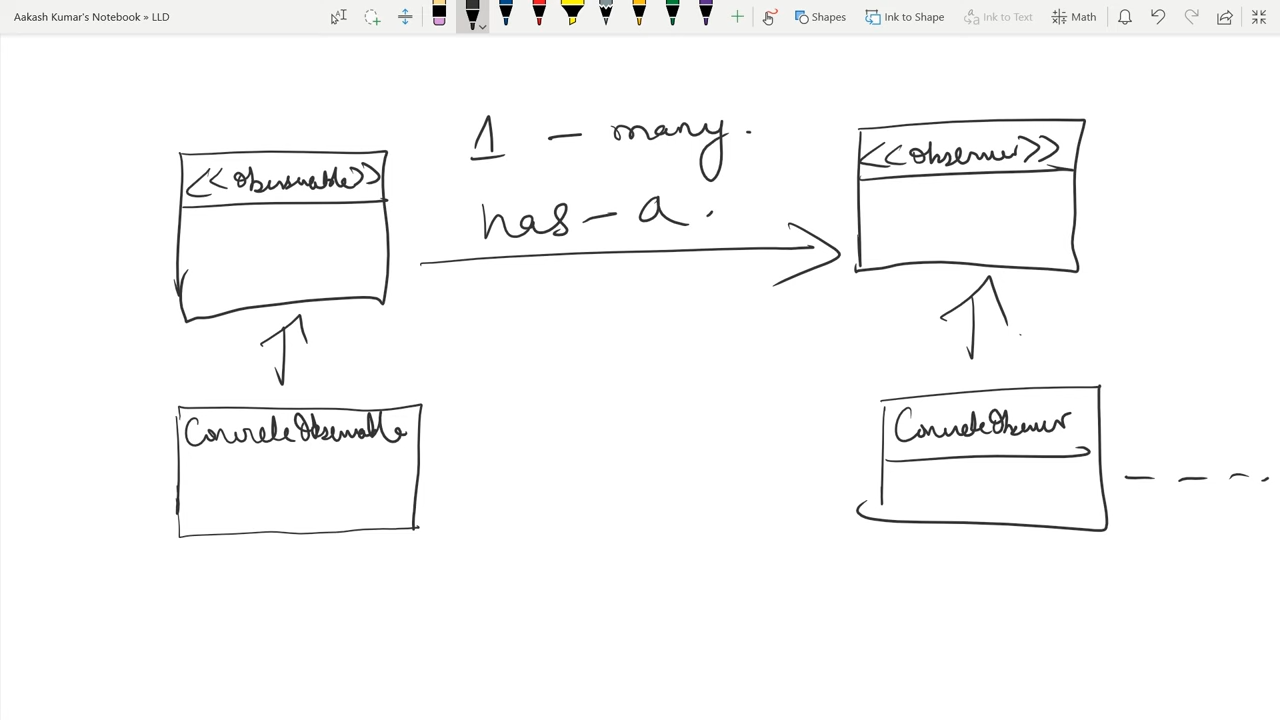 Aakash Kumar's Notebook » LLD
Shapes
Ink to Shape
Ink to Text
Math
1 - many.
<<observable>>
<<observer>>
has-a.
ConcreteObservable
ConcreteObserver